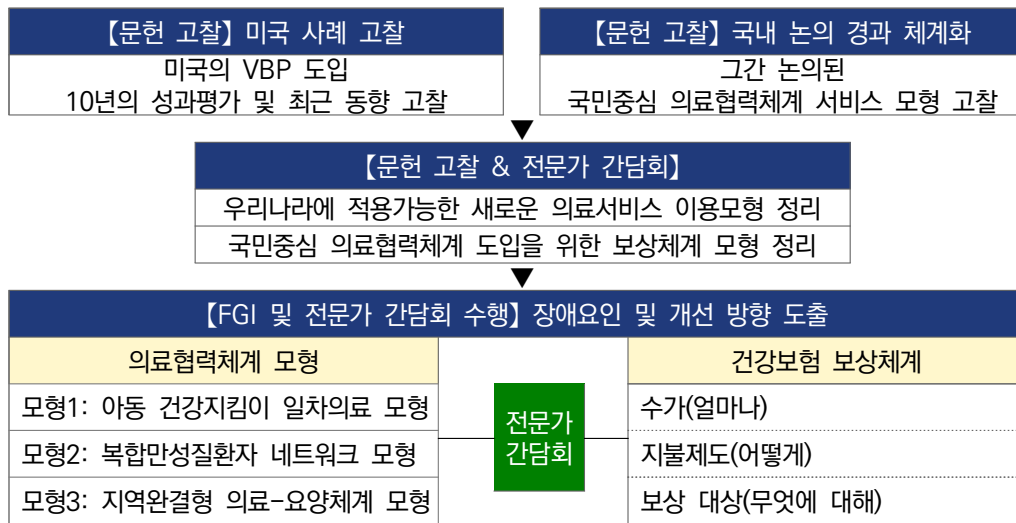 【문헌 고찰】 미국 사례 고찰
미국의 VBP 도입
10년의 성과평가 및 최근 동향 고찰
【문헌 고찰】 국내 논의 경과 체계화
그간 논의된
국민중심 의료협력체계 서비스 모형 고찰
【문헌 고찰 & 전문가 간담회】
우리나라에 적용가능한 새로운 의료서비스 이용모형 정리
국민중심 의료협력체계 도입을 위한 보상체계 모형 정리
【FGI 및 전문가 간담회 수행】 장애요인 및 개선 방향 도출
의료협력체계 모형
모형1: 아동 건강지킴이 일차의료 모형
모형2: 복합만성질환자 네트워크 모형
모형3: 지역완결형 의료-요양체계 모형
전문가
간담회
건강보험 보상체계
수가(얼마나)
지불제도(어떻게)
보상 대상(무엇에 대해)